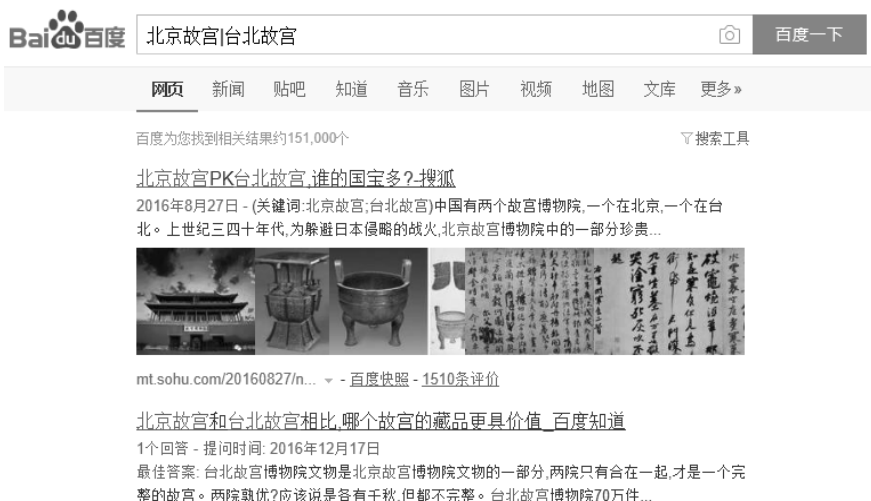 Bai du 百度 北京故宫|台北故宫 百度一下
网页 新闻 贴吧 知道 音乐 图片 视频 地图 文库 更多»
百度为您找到相关结果约151,000个 搜索工具
北京故宫PK台北故宫,谁的国宝多?-搜狐
2016年8月27日 - (关键词:北京故宫;台北故宫)中国有两个故宫博物院,一个在北京,一个在台
北。上世纪三四十年代,为躲避日本侵略的战火,北京故宫博物院中的一部分珍贵...
mt.sohu.com/20160827/n... - 百度快照 - 1510条评价
北京故宫和台北故宫相比,哪个故宫的藏品更具价值_百度知道
1个回答 - 提问时间: 2016年12月17日
最佳答案: 台北故宫博物院文物是北京故宫博物院文物的一部分,两院只有合在一起,才是一个完
整的故宫。两院孰优?应该说是各有千秋,但都不完整。台北故宫博物院70万件...